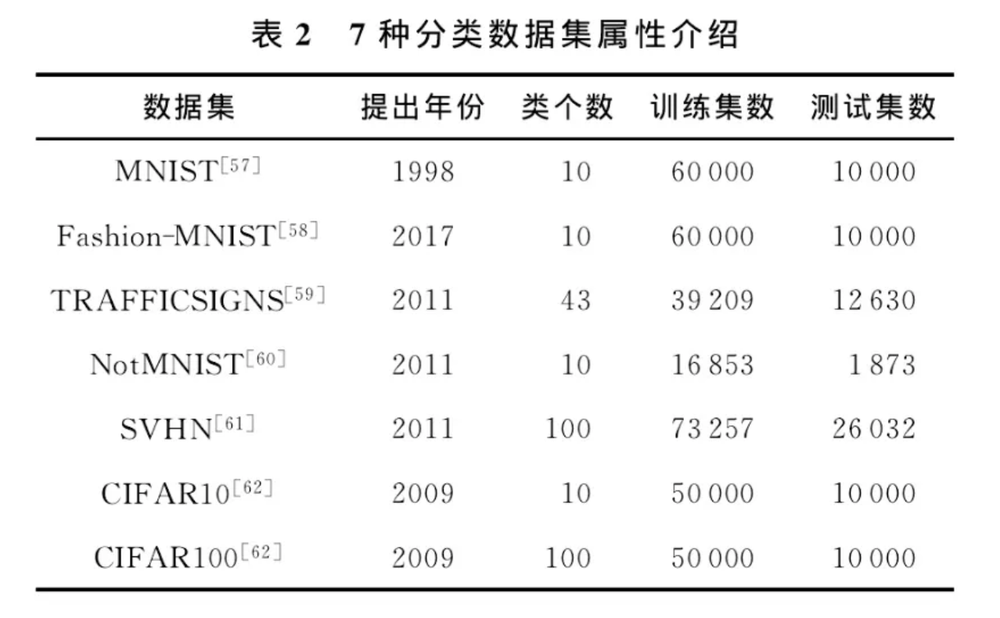 表 2 7 种分类数据集属性介绍
数据集 提出年份 类个数 训练集数 测试集数
MNIST[57] 1998 10 60 000 10 000
Fashion-MNIST[58] 2017 10 60 000 10 000
TRAFFICSIGNS[59] 2011 43 39 209 12 630
NotMNIST[60] 2011 10 16 853 1 873
SVHN[61] 2011 100 73 257 26 032
CIFAR10[62] 2009 10 50 000 10 000
CIFAR100[62] 2009 100 50 000 10 000